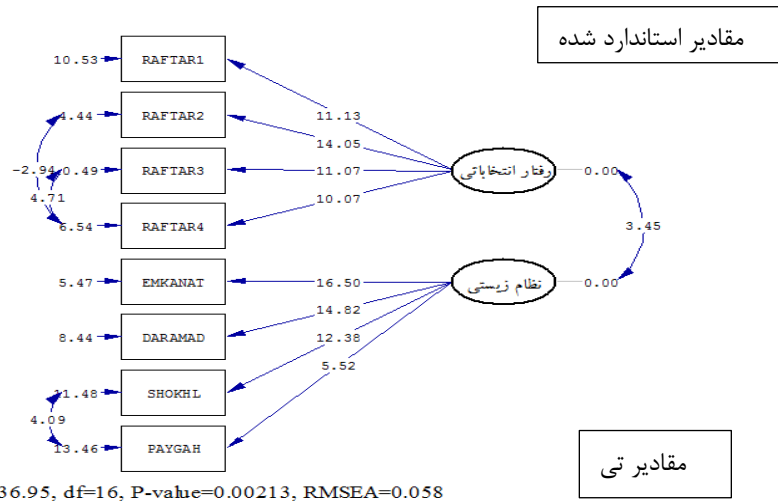 مقادیر استاندارد شده
10.53
RAFTAR1
11.13
4.44
RAFTAR2
14.05
-2.94
0.49
RAFTAR3
11.07
رفتار انتخاباتی
0.00
4.71
6.54
RAFTAR4
10.07
3.45
5.47
EMKANAT
16.50
نظام زیستی
0.00
14.82
8.44
DARAMAD
12.38
5.52
11.48
SHOKHL
4.09
13.46
PAYGAH
مقادیر تی
36.95, df=16, P-value=0.00213, RMSEA=0.058